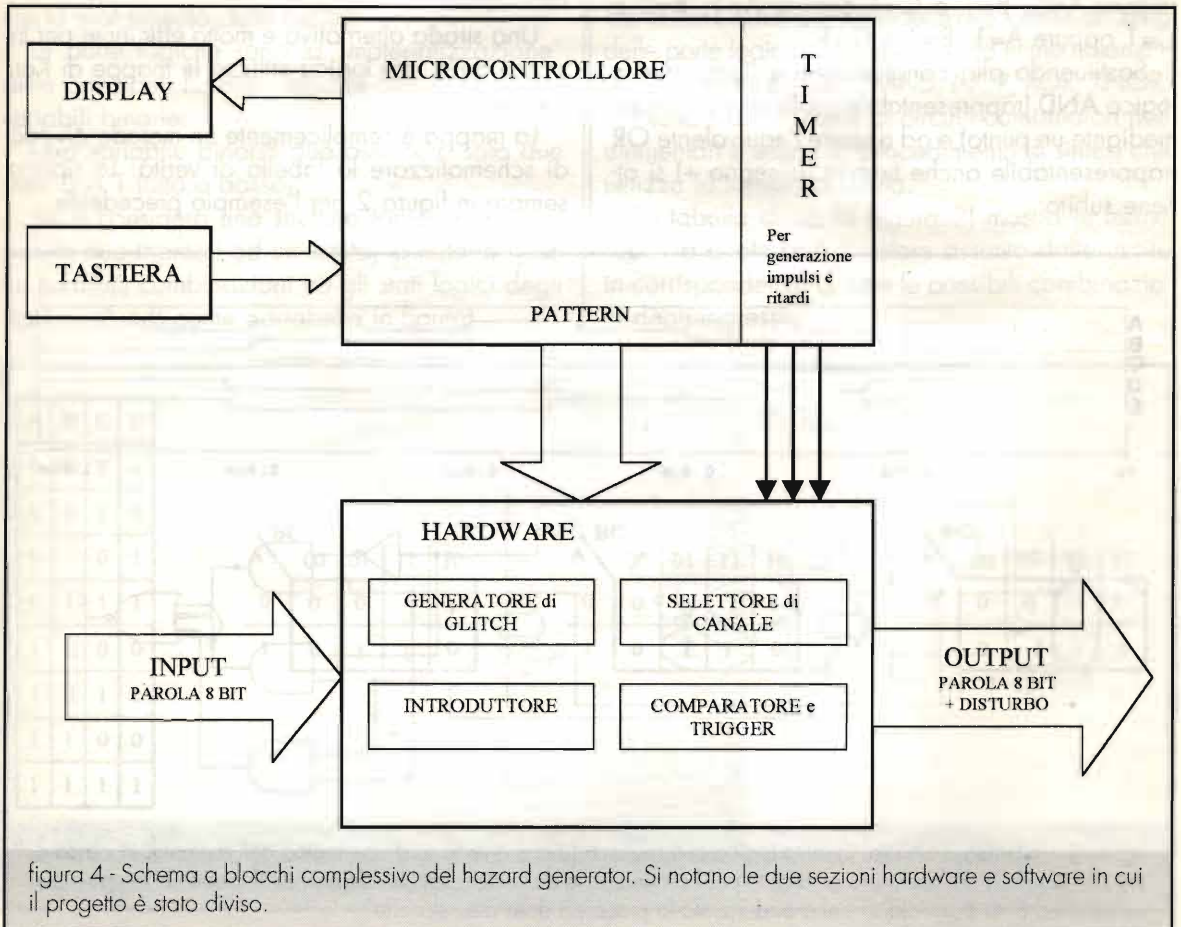 DISPLAY
TASTIERA
MICROCONTROLLORE
PATTERN
T
I
M
E
R
Per
generazione
impulsi e
ritardi
HARDWARE
GENERATORE di
GLITCH
SELETTORE di
CANALE
INTRODUTTORE
COMPARATORE e
TRIGGER
INPUT
PAROLA 8 BIT
OUTPUT
PAROLA 8 BIT
+ DISTURBO
figura 4 - Schema a blocchi complessivo del hazard generator. Si notano le due sezioni hardware e software in cui
il progetto è stato diviso.